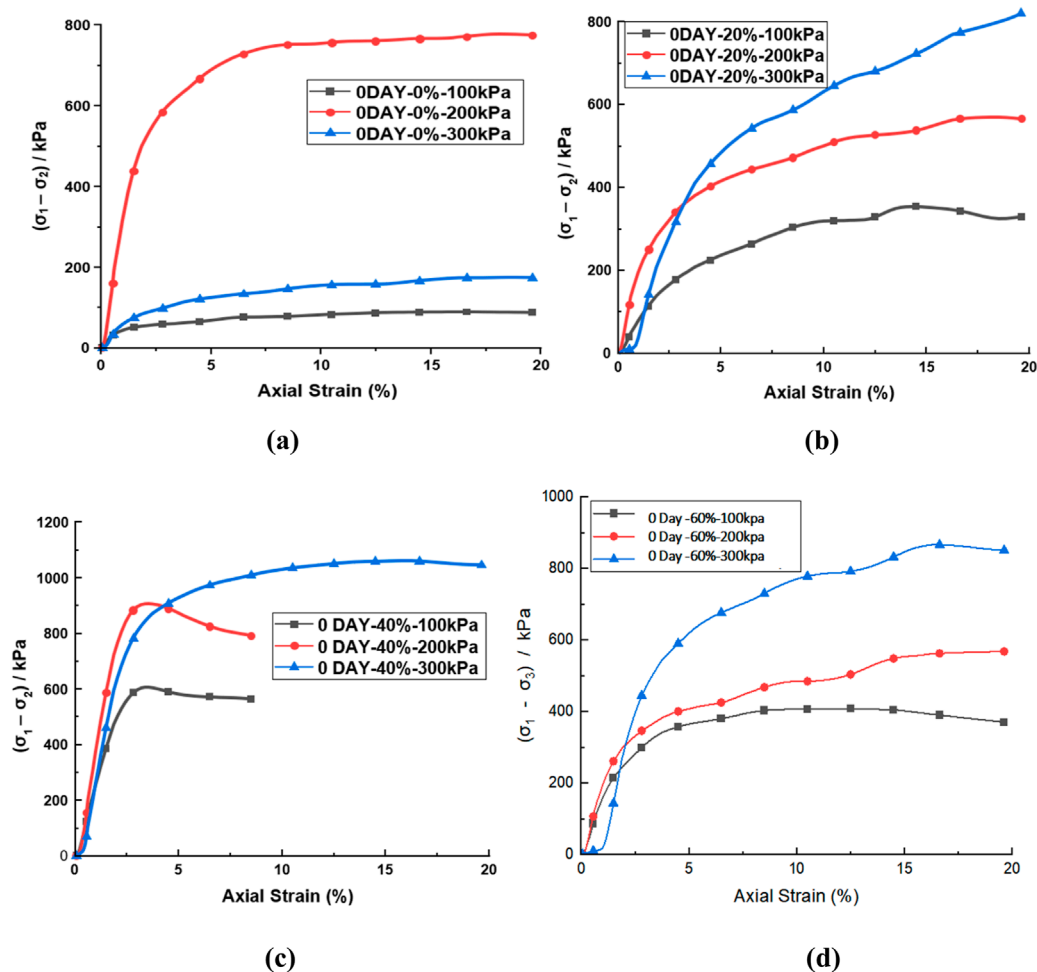 800
600
400
200
0
(σ₁ – σ₂) / kPa
0DAY-0%-100kPa
0DAY-0%-200kPa
0DAY-0%-300kPa
0 5 10 15 20
Axial Strain (%)
(a)
800
600
400
200
0
(σ₁ – σ₂) / kPa
0DAY-20%-100kPa
0DAY-20%-200kPa
0DAY-20%-300kPa
0 5 10 15 20
Axial Strain (%)
(b)
1200
1000
800
600
400
200
0
(σ₁ – σ₂) / kPa
0 DAY-40%-100kPa
0 DAY-40%-200kPa
0 DAY-40%-300kPa
0 5 10 15 20
Axial Strain (%)
(c)
1000
800
600
400
200
0
(σ₁ - σ₃) / kPa
0 Day -60%-100kpa
0 Day -60%-200kpa
0 Day -60%-300kpa
0 5 10 15 20
Axial Strain (%)
(d)